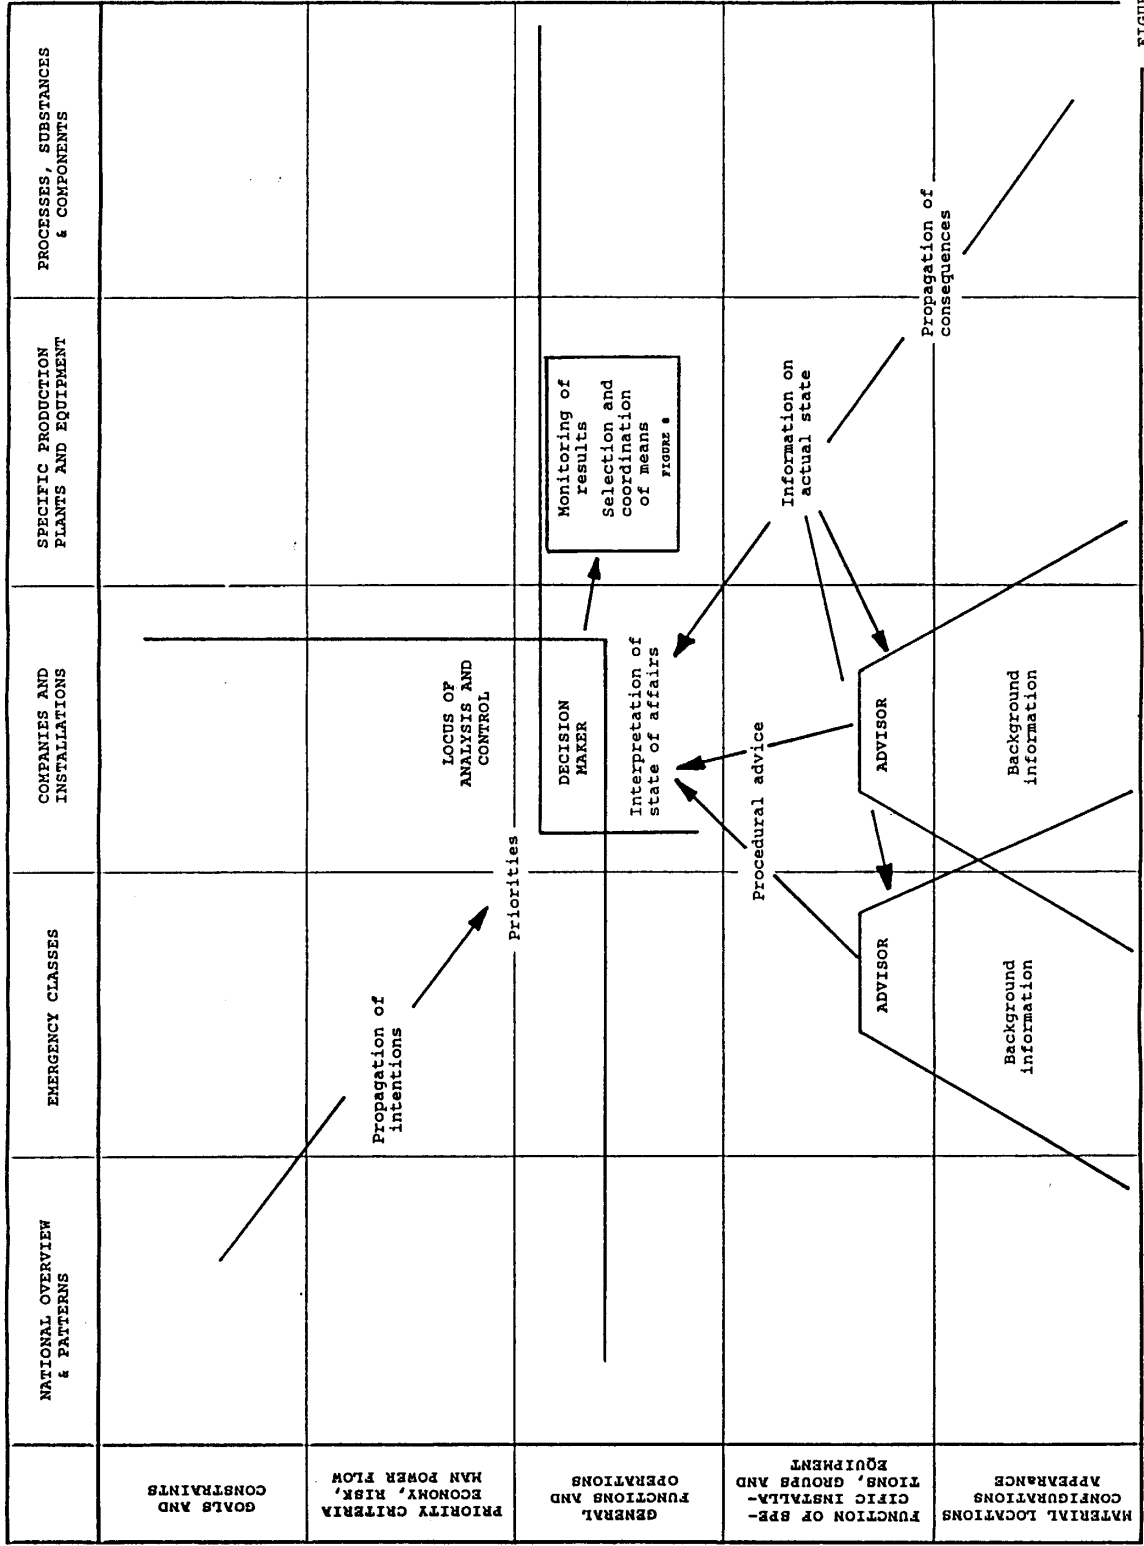 NATIONAL OVERVIEW
& PATTERNS
EMERGENCY CLASSES
COMPANIES AND
INSTALLATIONS
SPECIFIC PRODUCTION
PLANTS AND EQUIPMENT
PROCESSES, SUBSTANCES
& COMPONENTS
GOALS AND
CONSTRAINTS
PRIORITY CRITERIA
ECONOMY, RISK,
MAN POWER FLOW
Propagation of
intentions
LOCUS OF
ANALYSIS AND
CONTROL
Priorities
GENERAL
FUNCTIONS AND
OPERATIONS
DECISION
MAKER
Interpretation of
state of affairs
Monitoring of
results
Selection and
coordination
of means
FIGURE 8
FUNCTION OF SPE-
CIFIC INSTALLA-
TIONS, GROUPS AND
EQUIPMENT
Procedural advice
Information on
actual state
ADVISOR
ADVISOR
Propagation of
consequences
MATERIAL LOCATIONS
CONFIGURATIONS
APPEARANCE
Background
information
Background
information